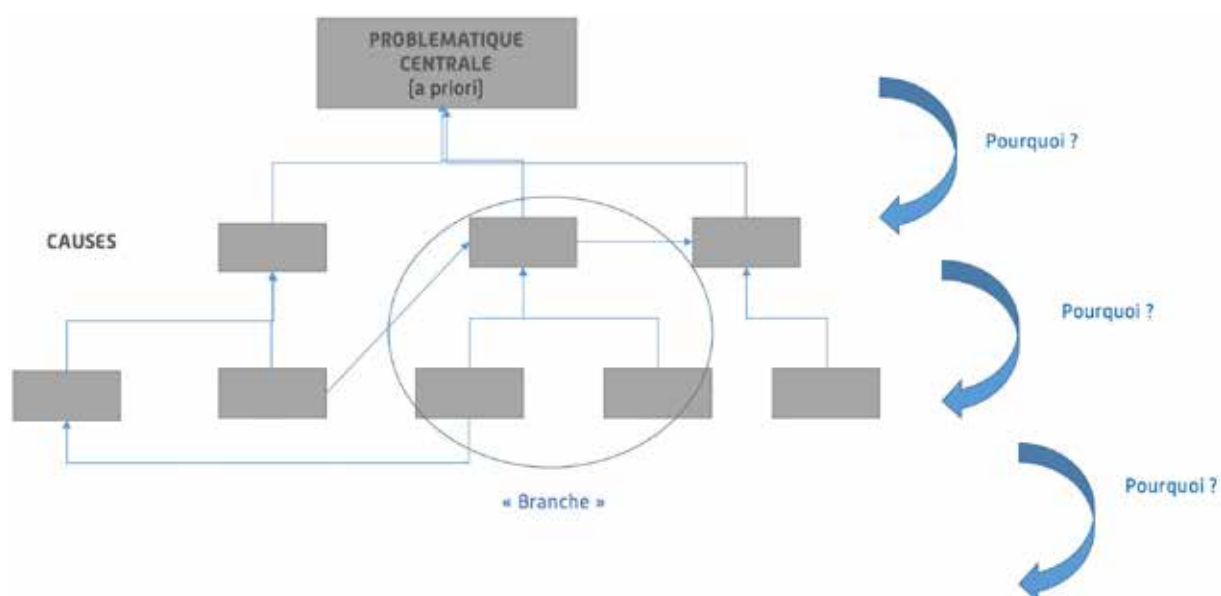 PROBLEMATIQUE
CENTRALE
(a priori)
Pourquoi ?
CAUSES
Pourquoi ?
Pourquoi ?
« Branche »